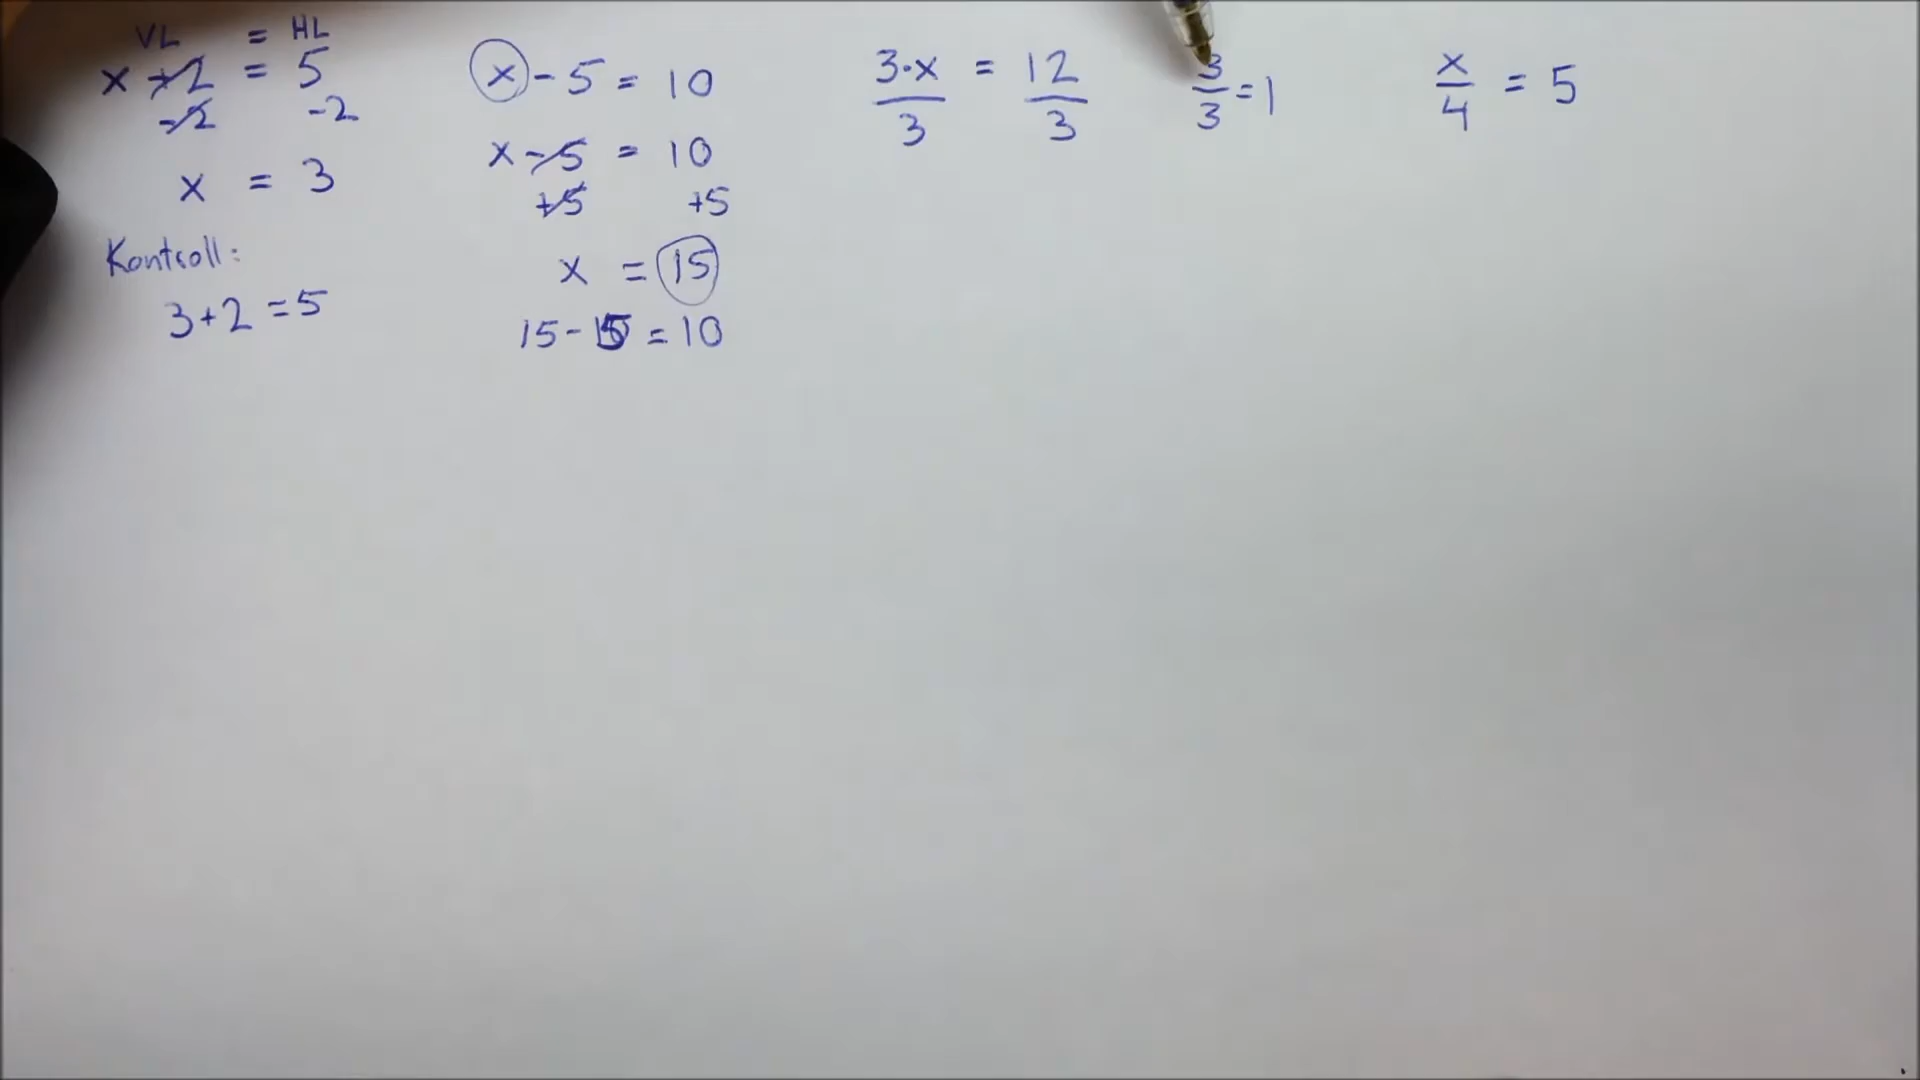 VL = HL
x + 2 = 5
-2 -2
x = 3
Kontroll:
3+2 = 5
x - 5 = 10
x - 5 = 10
+5 +5
x = 15
15 - 5 = 10
3·x = 12
3 3
3
3 = 1
x
4 = 5